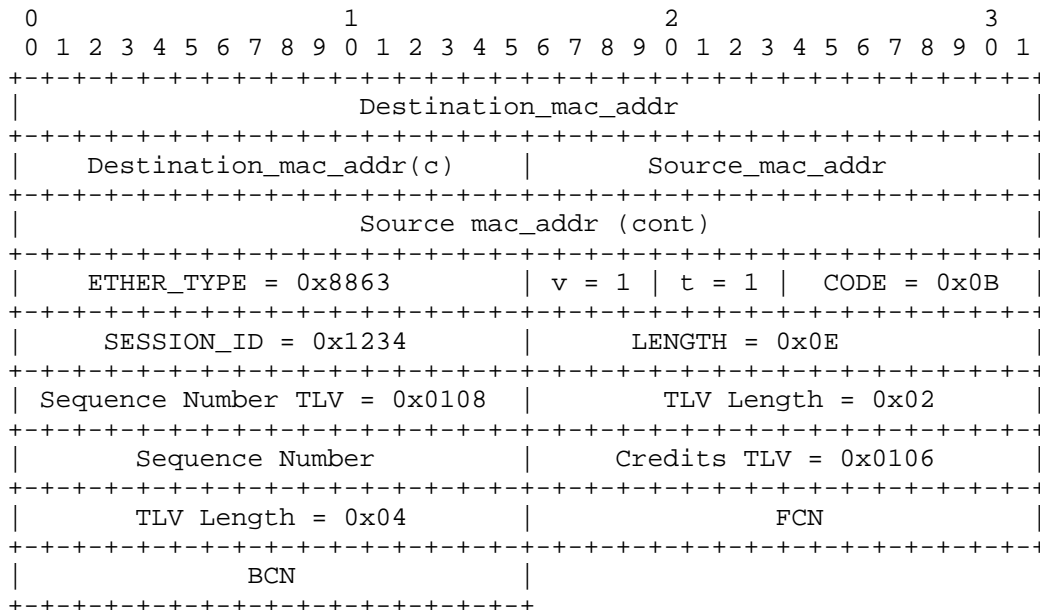 0                   1                   2                   3
 0 1 2 3 4 5 6 7 8 9 0 1 2 3 4 5 6 7 8 9 0 1 2 3 4 5 6 7 8 9 0 1
+-+-+-+-+-+-+-+-+-+-+-+-+-+-+-+-+-+-+-+-+-+-+-+-+-+-+-+-+-+-+-+-+
|                     Destination_mac_addr                      |
+-+-+-+-+-+-+-+-+-+-+-+-+-+-+-+-+-+-+-+-+-+-+-+-+-+-+-+-+-+-+-+-+
|    Destination_mac_addr(c)    |       Source_mac_addr         |
+-+-+-+-+-+-+-+-+-+-+-+-+-+-+-+-+-+-+-+-+-+-+-+-+-+-+-+-+-+-+-+-+
|                     Source mac_addr (cont)                    |
+-+-+-+-+-+-+-+-+-+-+-+-+-+-+-+-+-+-+-+-+-+-+-+-+-+-+-+-+-+-+-+-+
|    ETHER_TYPE = 0x8863        | v = 1 | t = 1 |  CODE = 0x0B  |
+-+-+-+-+-+-+-+-+-+-+-+-+-+-+-+-+-+-+-+-+-+-+-+-+-+-+-+-+-+-+-+-+
|     SESSION_ID = 0x1234       |      LENGTH = 0x0E            |
+-+-+-+-+-+-+-+-+-+-+-+-+-+-+-+-+-+-+-+-+-+-+-+-+-+-+-+-+-+-+-+-+
| Sequence Number TLV = 0x0108  |        TLV Length = 0x02      |
+-+-+-+-+-+-+-+-+-+-+-+-+-+-+-+-+-+-+-+-+-+-+-+-+-+-+-+-+-+-+-+-+
|       Sequence Number         |     Credits TLV = 0x0106      |
+-+-+-+-+-+-+-+-+-+-+-+-+-+-+-+-+-+-+-+-+-+-+-+-+-+-+-+-+-+-+-+-+
|       TLV Length = 0x04       |               FCN             |
+-+-+-+-+-+-+-+-+-+-+-+-+-+-+-+-+-+-+-+-+-+-+-+-+-+-+-+-+-+-+-+-+
|              BCN              |
+-+-+-+-+-+-+-+-+-+-+-+-+-+-+-+-+